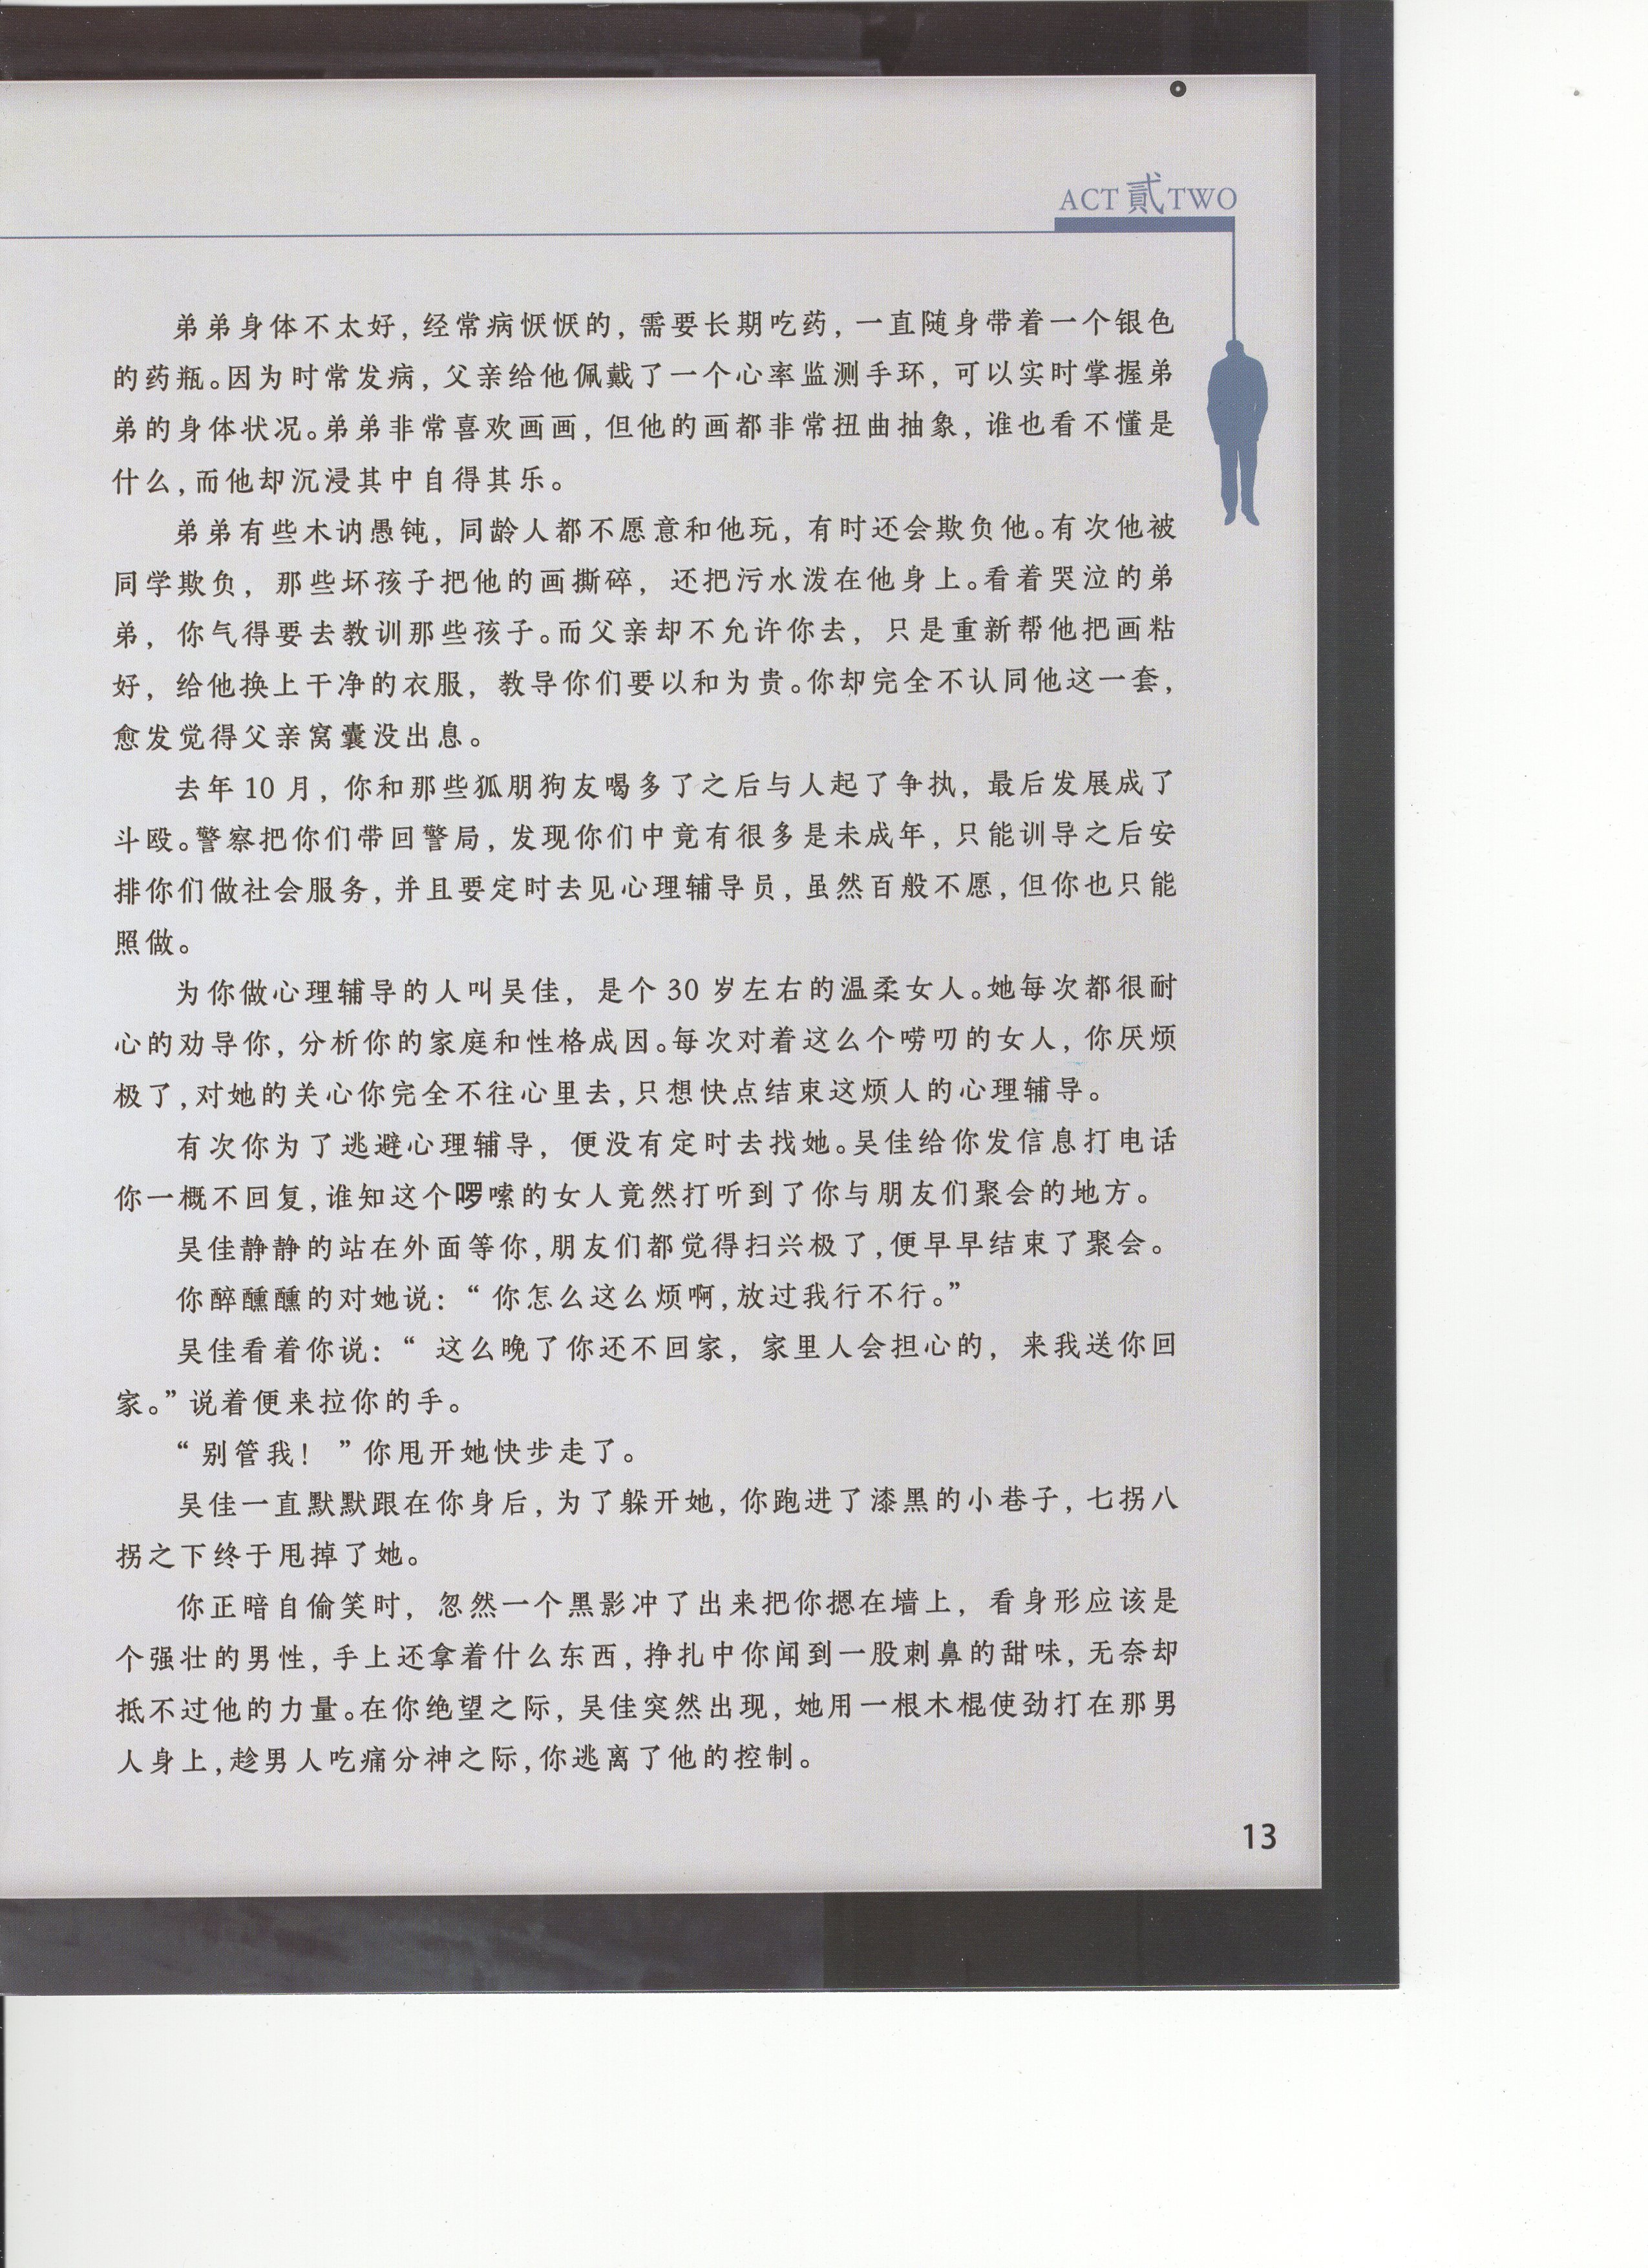 ACT 貳 TWO
弟弟身体不太好，经常病恹恹的，需要长期吃药，一直随身带着一个银色
的药瓶。因为时常发病，父亲给他佩戴了一个心率监测手环，可以实时掌握弟
弟的身体状况。弟弟非常喜欢画画，但他的画都非常扭曲抽象，谁也看不懂是
什么，而他却沉浸其中自得其乐。
弟弟有些木讷愚钝，同龄人都不愿意和他玩，有时还会欺负他。有次他被
同学欺负，那些坏孩子把他的画撕碎，还把污水泼在他身上。看着哭泣的弟
弟，你气得要去教训那些孩子。而父亲却不允许你去，只是重新帮他把画粘
好，给他换上干净的衣服，教导你们要以和为贵。你却完全不认同他这一套，
愈发觉得父亲窝囊没出息。
去年 10 月，你和那些狐朋狗友喝多了之后与人起了争执，最后发展成了
斗殴。警察把你们带回警局，发现你们中竟有很多是未成年，只能训导之后安
排你们做社会服务，并且要定时去见心理辅导员，虽然百般不愿，但你也只能
照做。
为你做心理辅导的人叫吴佳，是个 30 岁左右的温柔女人。她每次都很耐
心的劝导你，分析你的家庭和性格成因。每次对着这么个唠叨的女人，你厌烦
极了，对她的关心你完全不往心里去，只想快点结束这烦人的心理辅导。
有次你为了逃避心理辅导，便没有定时去找她。吴佳给你发信息打电话
你一概不回复，谁知这个啰嗦的女人竟然打听到了你与朋友们聚会的地方。
吴佳静静的站在外面等你，朋友们都觉得扫兴极了，便早早结束了聚会。
你醉醺醺的对她说：“你怎么这么烦啊，放过我行不行。”
吴佳看着你说：“这么晚了你还不回家，家里人会担心的，来我送你回
家。”说着便来拉你的手。
“别管我！”你甩开她快步走了。
吴佳一直默默跟在你身后，为了躲开她，你跑进了漆黑的小巷子，七拐八
拐之下终于甩掉了她。
你正暗自偷笑时，忽然一个黑影冲了出来把你摁在墙上，看身形应该是
个强壮的男性，手上还拿着什么东西，挣扎中你闻到一股刺鼻的甜味，无奈却
抵不过他的力量。在你绝望之际，吴佳突然出现，她用一根木棍使劲打在那男
人身上，趁男人吃痛分神之际，你逃离了他的控制。
13